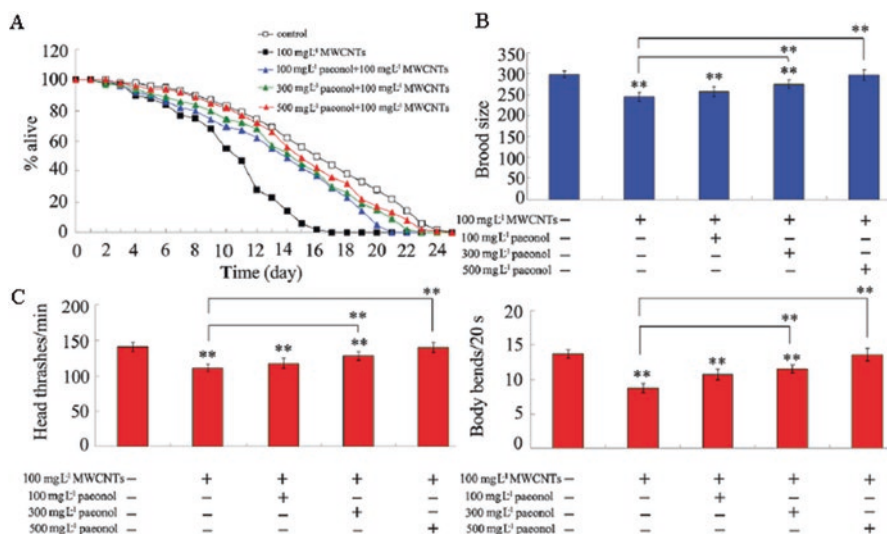 A
control
100 mgL⁻¹ MWCNTs
100 mgL⁻¹ paeonol+100 mgL⁻¹ MWCNTs
300 mgL⁻¹ paeonol+100 mgL⁻¹ MWCNTs
500 mgL⁻¹ paeonol+100 mgL⁻¹ MWCNTs
% alive
120
100
80
60
40
20
0
0 2 4 6 8 10 12 14 16 18 20 22 24
Time (day)
B
**
**
** ** **
Brood size
350
300
250
200
150
100
50
0
100 mgL⁻¹ MWCNTs − + + + +
100 mgL⁻¹ paeonol − − + − −
300 mgL⁻¹ paeonol − − − + −
500 mgL⁻¹ paeonol − − − − +
C
**
**
** ** **
Head thrashes/min
200
150
100
50
0
100 mgL⁻¹ MWCNTs − + + + +
100 mgL⁻¹ paeonol − − + − −
300 mgL⁻¹ paeonol − − − + −
500 mgL⁻¹ paeonol − − − − +
**
**
** ** **
Body bends/20 s
20
15
10
5
0
100 mgL⁻¹ MWCNTs − + + + +
100 mgL⁻¹ paeonol − − + − −
300 mgL⁻¹ paeonol − − − + −
500 mgL⁻¹ paeonol − − − − +